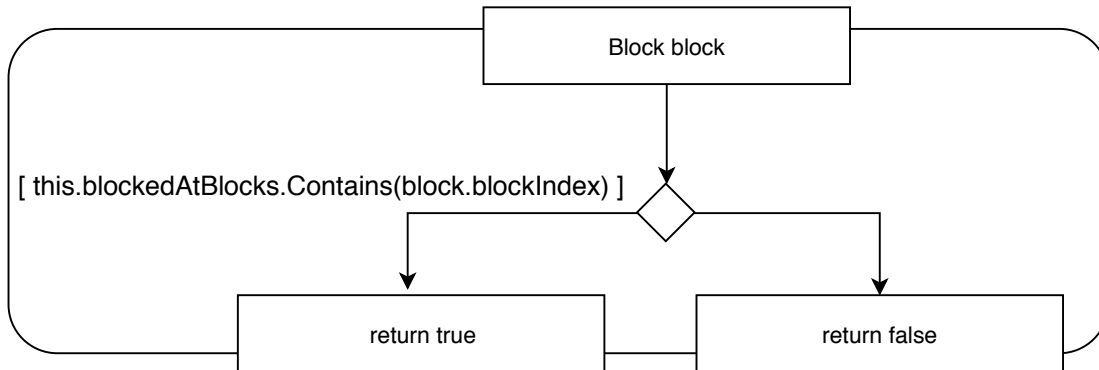 Block block
[ this.blockedAtBlocks.Contains(block.blockIndex) ]
return true
return false